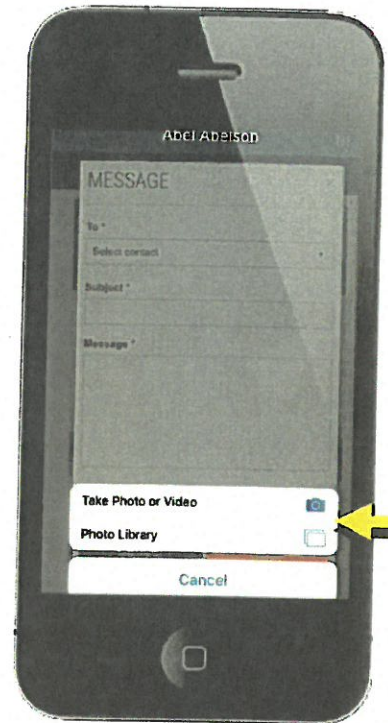 Abel Abelson
MESSAGE
To *
Select contact
Subject *
Message *
Take Photo or Video
Photo Library
Cancel